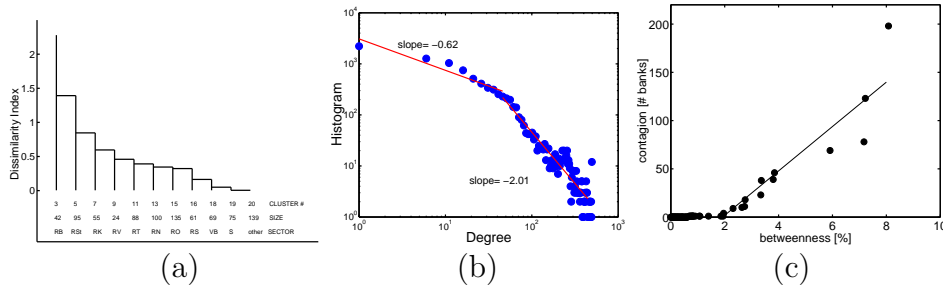 Dissimilarity Index
2
1.5
1
0.5
0
3 5 7 9 11 13 15 16 18 19 20 CLUSTER #
42 95 55 24 88 100 135 61 69 75 139 SIZE
RB RSt RK RV RT RN RO RS VB S other SECTOR
(a)
Histogram
10^4
10^3
10^2
10^1
10^0
slope= −0.62
slope= −2.01
10^0 10^1 10^2 10^3
Degree
(b)
contagion [# banks]
200
150
100
50
0
0 2 4 6 8 10
betweenness [%]
(c)